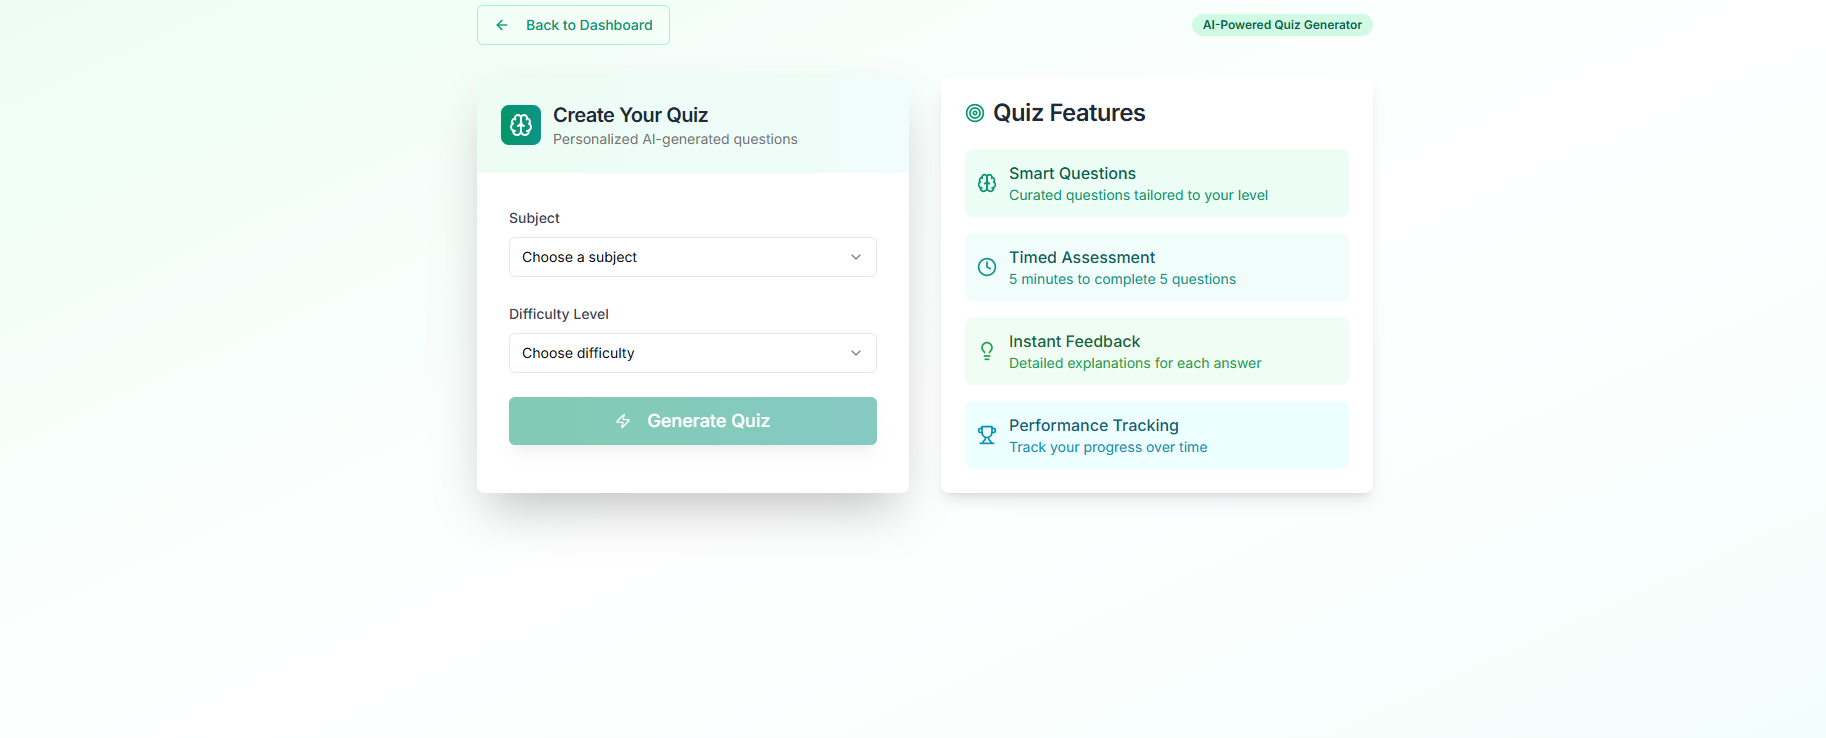 Back to Dashboard
AI-Powered Quiz Generator
Create Your Quiz
Personalized AI-generated questions
Subject
Choose a subject
Difficulty Level
Choose difficulty
Generate Quiz
Quiz Features
Smart Questions
Curated questions tailored to your level
Timed Assessment
5 minutes to complete 5 questions
Instant Feedback
Detailed explanations for each answer
Performance Tracking
Track your progress over time